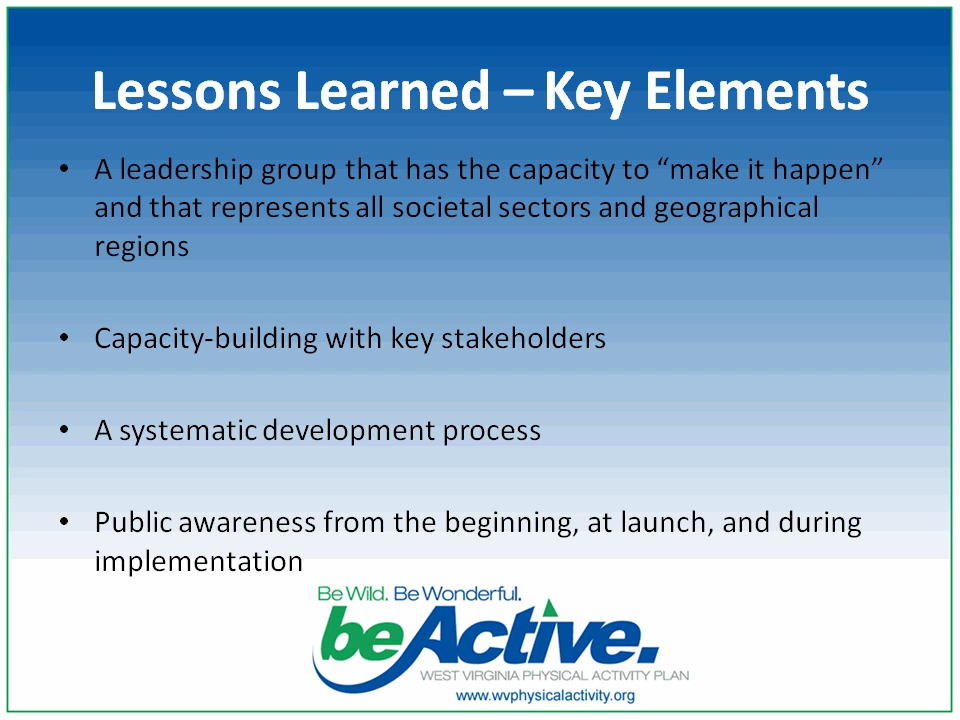 Lessons Learned – Key Elements
• A leadership group that has the capacity to “make it happen”
and that represents all societal sectors and geographical
regions
• Capacity-building with key stakeholders
• A systematic development process
• Public awareness from the beginning, at launch, and during
implementation
Be Wild. Be Wonderful.
beActive.
WEST VIRGINIA PHYSICAL ACTIVITY PLAN
www.wvphysicalactivity.org